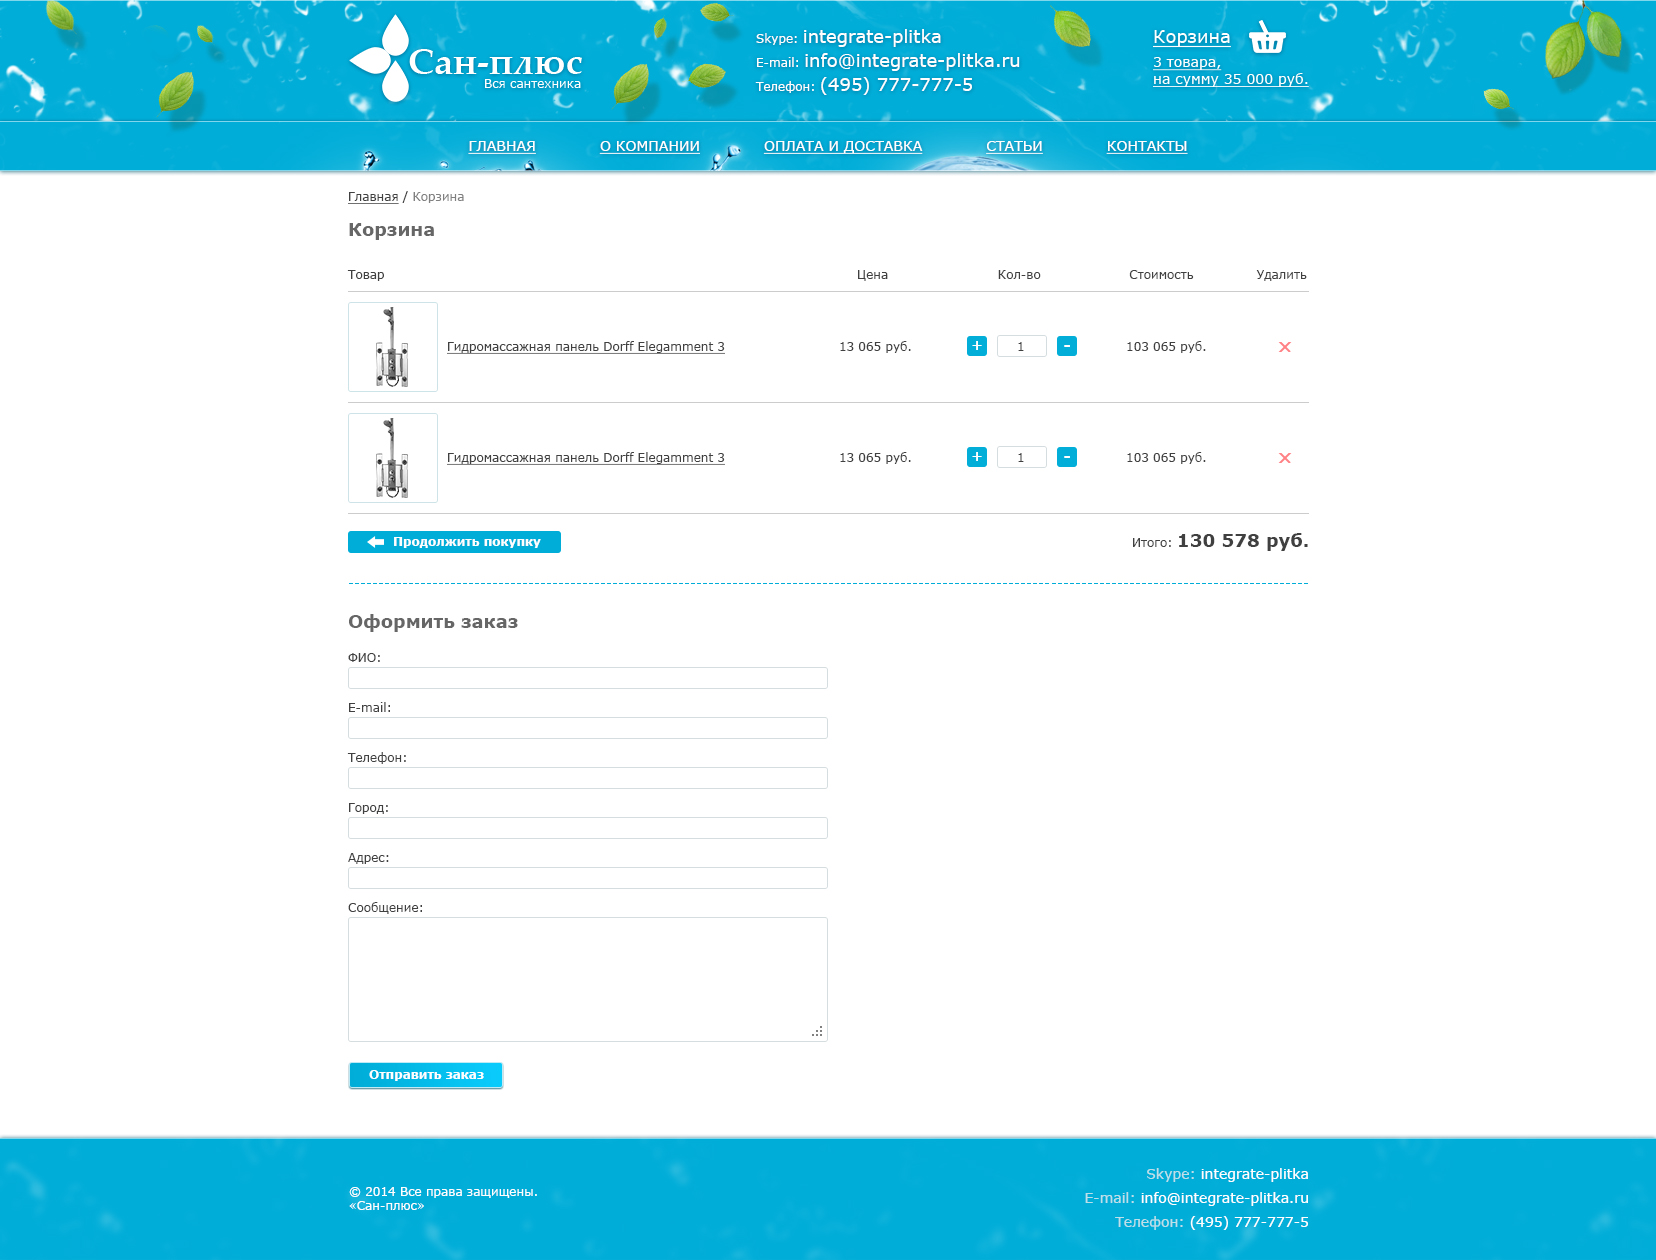 Сан-плюс
Вся сантехника
Skype: integrate-plitka
E-mail: info@integrate-plitka.ru
Телефон: (495) 777-777-5
Корзина
3 товара,
на сумму 35 000 руб.
ГЛАВНАЯ О КОМПАНИИ ОПЛАТА И ДОСТАВКА СТАТЬИ КОНТАКТЫ
Главная / Корзина
Корзина
Товар Цена Кол-во Стоимость Удалить
Гидромассажная панель Dorff Elegamment 3 13 065 руб. + 1 - 103 065 руб.
Гидромассажная панель Dorff Elegamment 3 13 065 руб. + 1 - 103 065 руб.
Продолжить покупку Итого: 130 578 руб.
Оформить заказ
ФИО:
E-mail:
Телефон:
Город:
Адрес:
Сообщение:
Отправить заказ
© 2014 Все права защищены.
«Сан-плюс»
Skype: integrate-plitka
E-mail: info@integrate-plitka.ru
Телефон: (495) 777-777-5